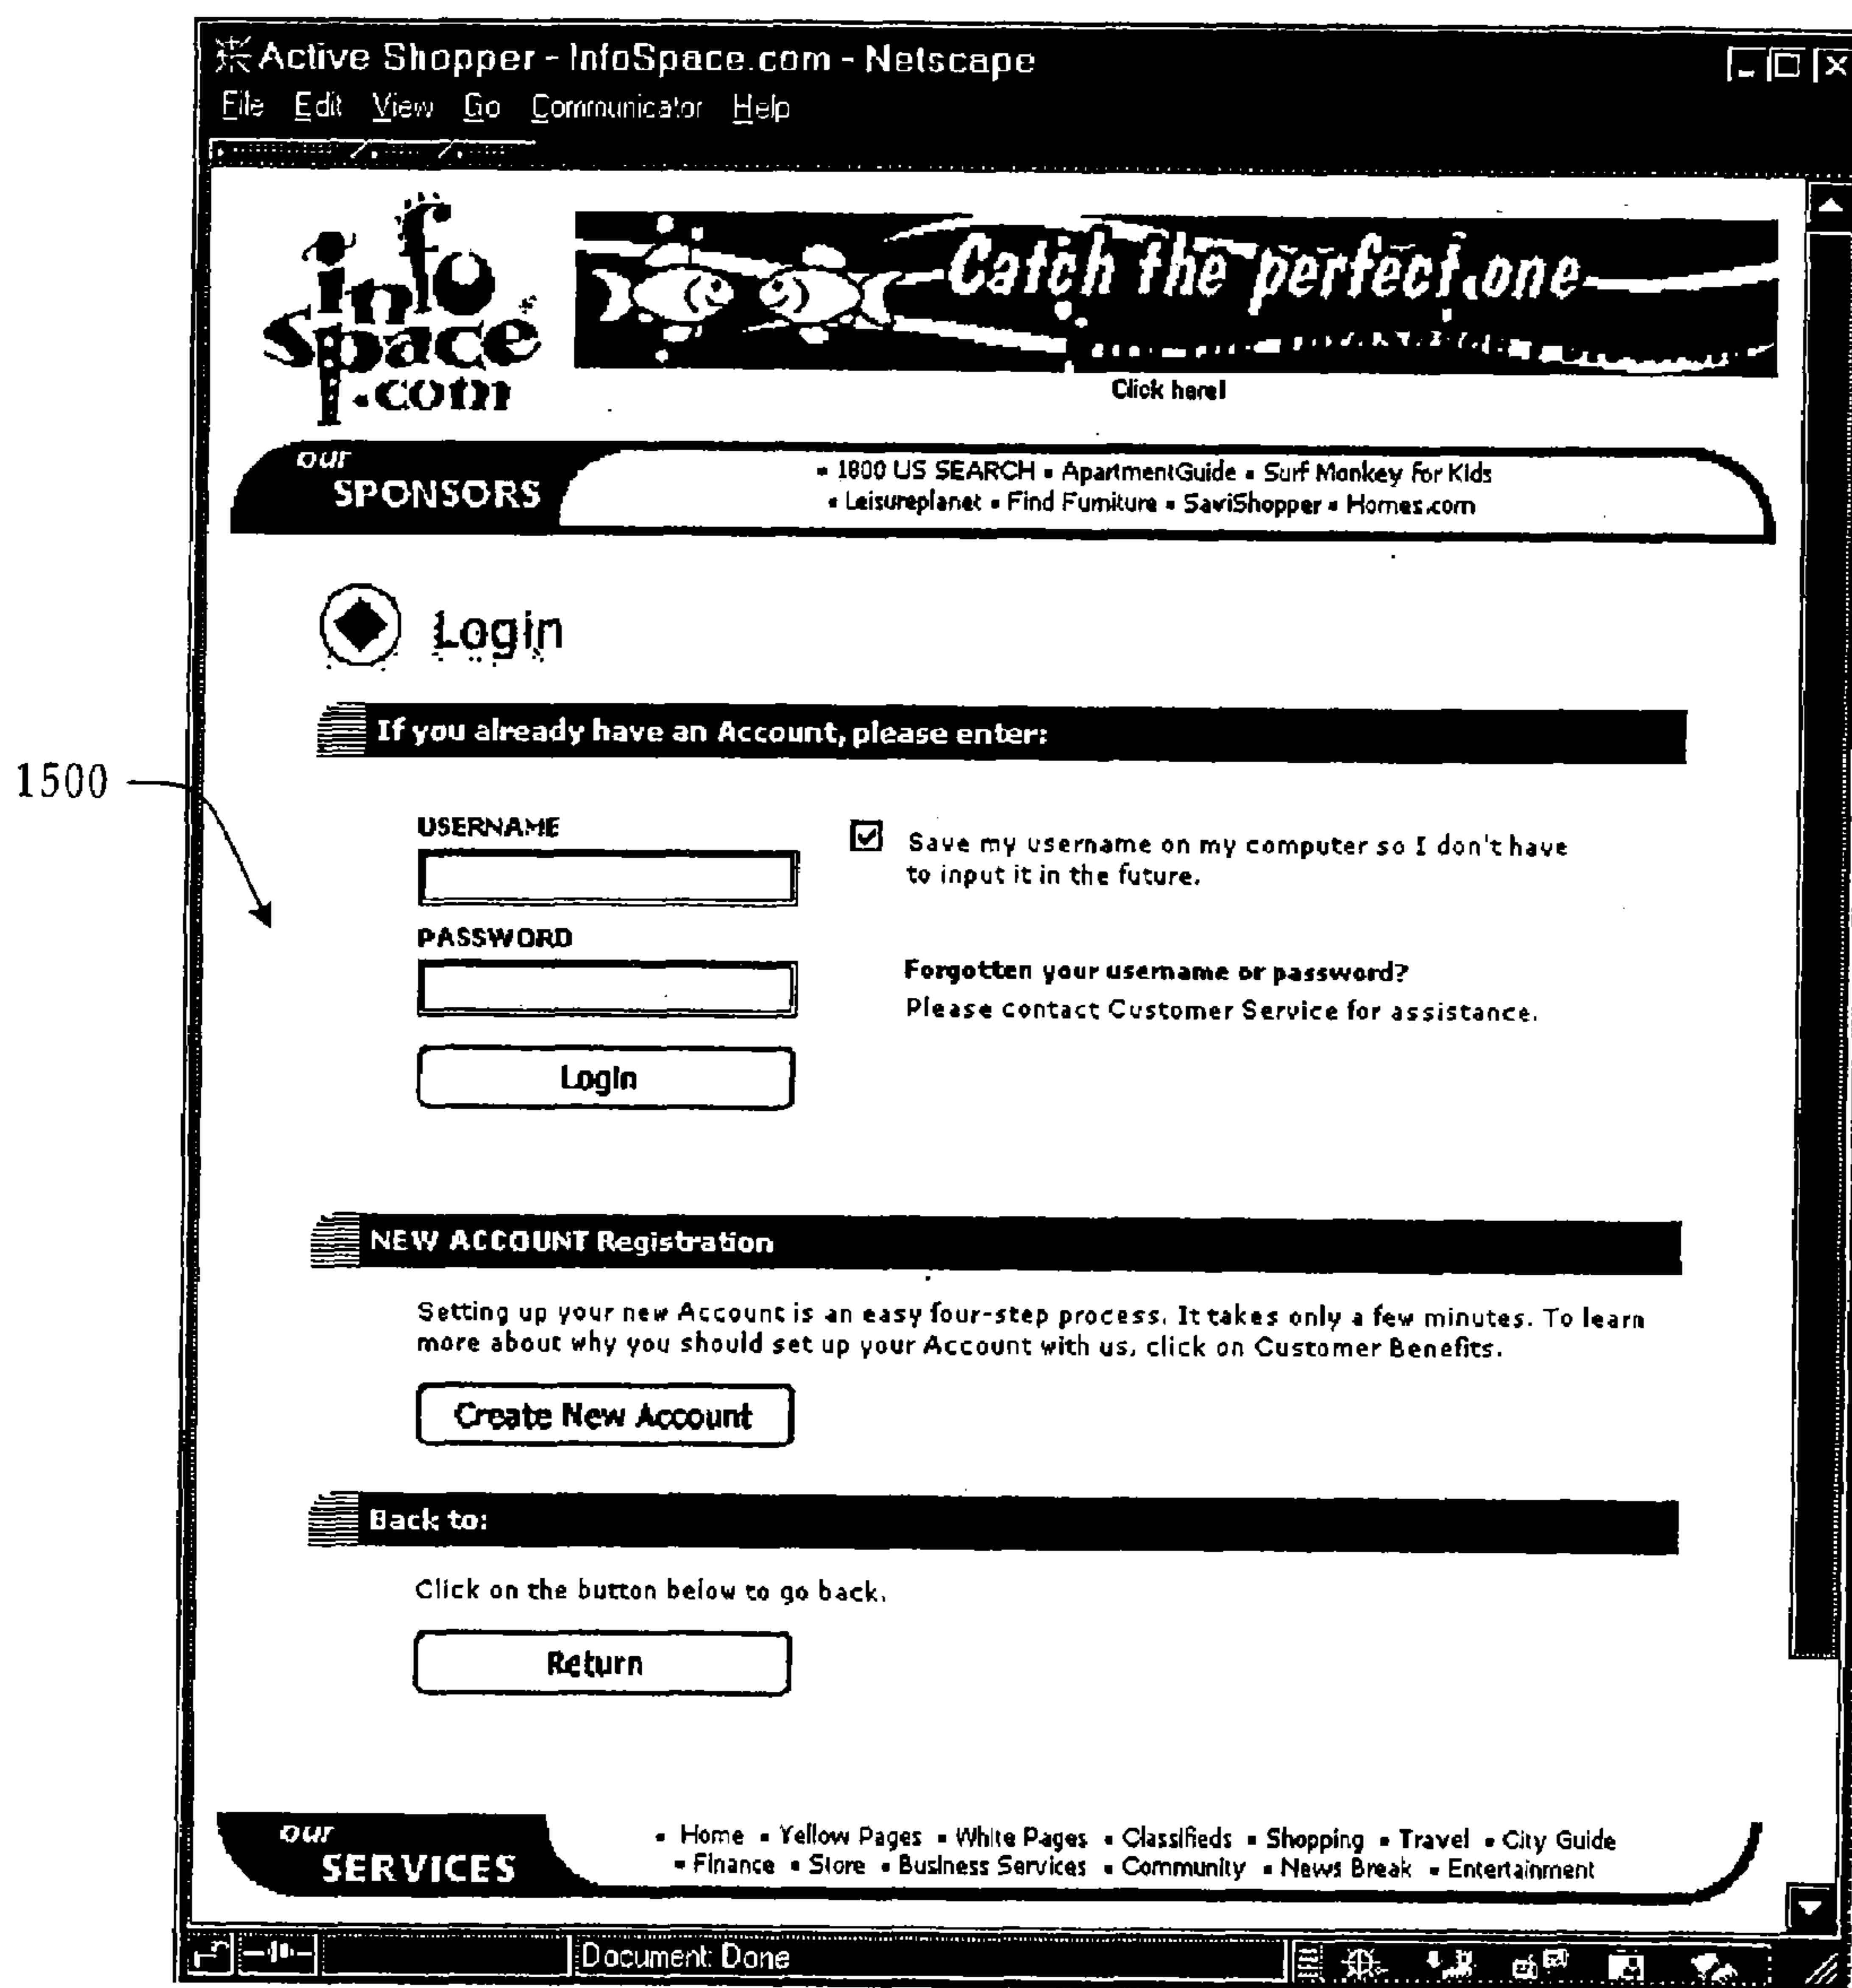 Active Shopper - InfoSpace.com - Netscape
File Edit View Go Communicator Help
info
space
.com
Catch the perfect one
Click here!
our
SPONSORS
▪ 1800 US SEARCH ▪ ApartmentGuide ▪ Surf Monkey for Kids
▪ Leisureplanet ▪ Find Furniture ▪ SaviShopper ▪ Homes.com
Login
If you already have an Account, please enter:
1500
USERNAME
Save my username on my computer so I don't have
to input it in the future.
PASSWORD
Forgotten your username or password?
Please contact Customer Service for assistance.
Login
NEW ACCOUNT Registration
Setting up your new Account is an easy four-step process. It takes only a few minutes. To learn
more about why you should set up your Account with us, click on Customer Benefits.
Create New Account
Back to:
Click on the button below to go back.
Return
our
SERVICES
▪ Home ▪ Yellow Pages ▪ White Pages ▪ Classifieds ▪ Shopping ▪ Travel ▪ City Guide
▪ Finance ▪ Store ▪ Business Services ▪ Community ▪ News Break ▪ Entertainment
Document: Done